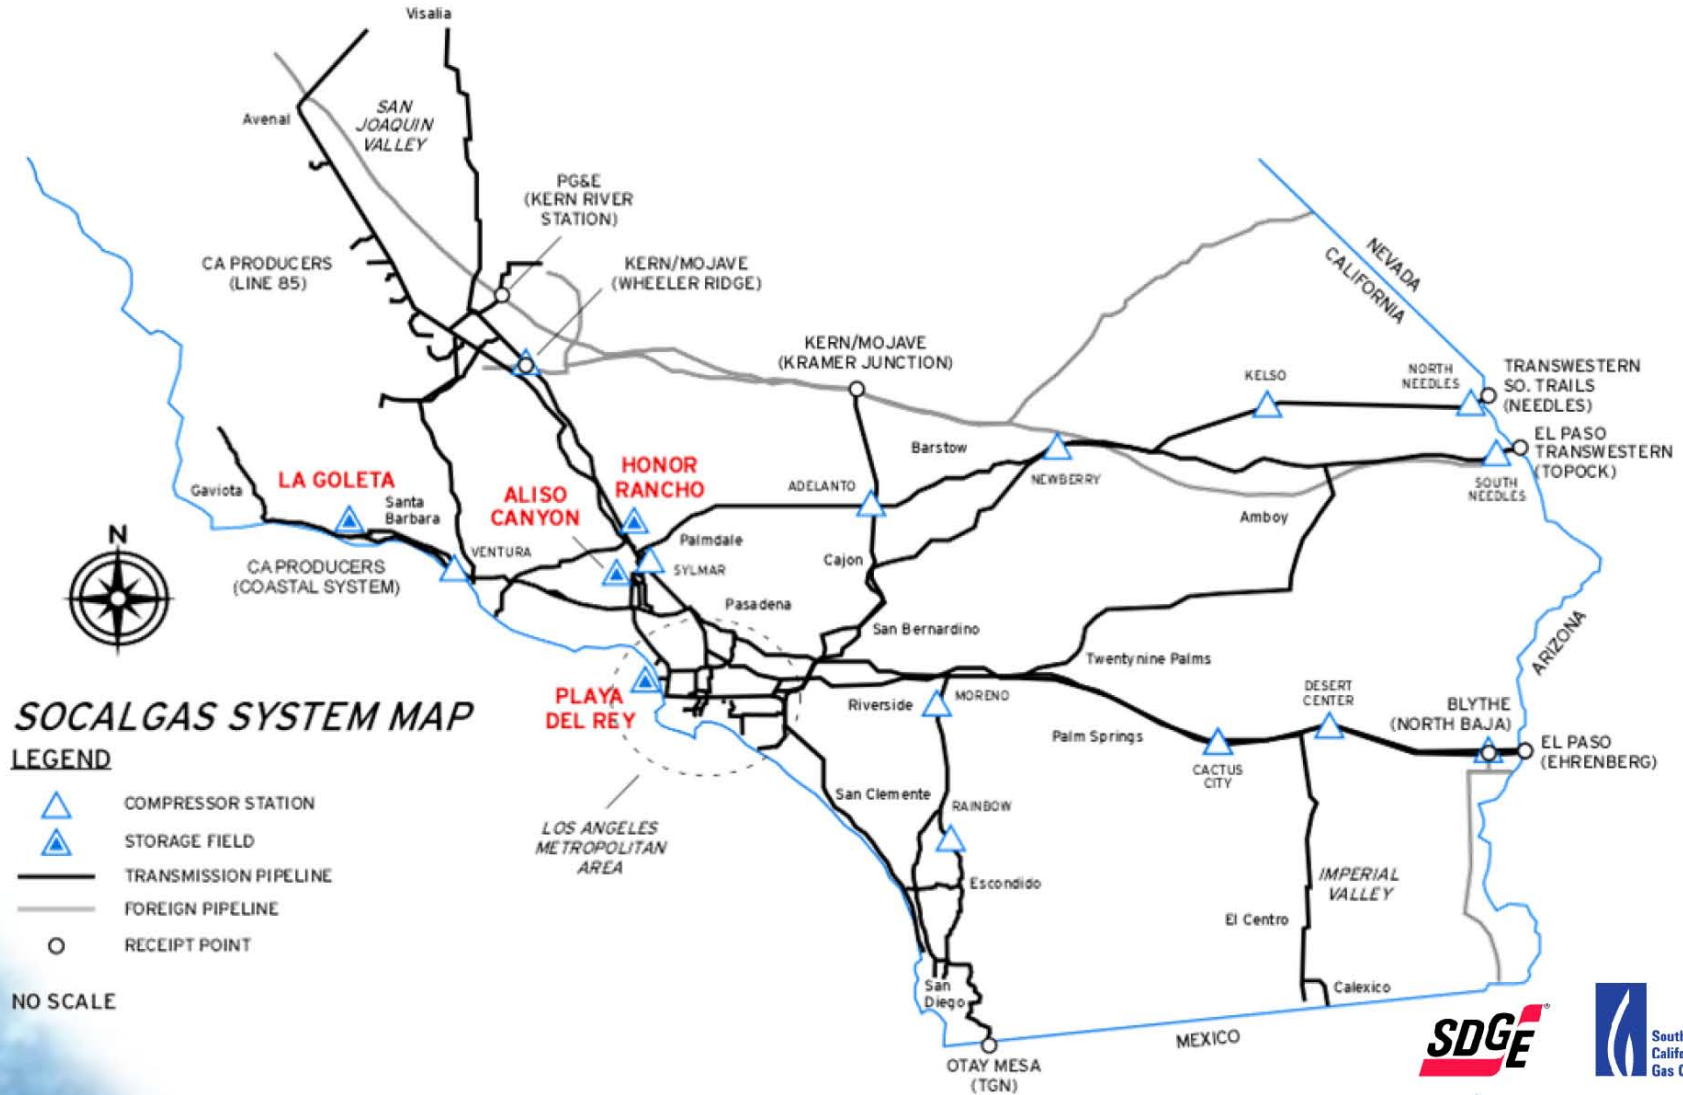 Visalia
Avenal
SAN
JOAQUIN
VALLEY
PG&E
(KERN RIVER
STATION)
CA PRODUCERS
(LINE 85)
KERN/MOJAVE
(WHEELER RIDGE)
NEVADA
CALIFORNIA
KERN/MOJAVE
(KRAMER JUNCTION)
KELSO
NORTH
NEEDLES
TRANSWESTERN
SO. TRAILS
(NEEDLES)
EL PASO
TRANSWESTERN
(TOPOCK)
Barstow
NEWBERRY
SOUTH
NEEDLES
HONOR
RANCHO
LA GOLETA
ALISO
CANYON
ADELANTO
Gaviota
Santa
Barbara
Amboy
N
VENTURA
Palmdale
SYLMAR
Cajon
CA PRODUCERS
(COASTAL SYSTEM)
Pasadena
San Bernardino
ARIZONA
Twentynine Palms
PLAYA
DEL REY
Riverside
MORENO
DESERT
CENTER
BLYTHE
(NORTH BAJA)
Palm Springs
EL PASO
(EHRENBERG)
CACTUS
CITY
SOCALGAS SYSTEM MAP
LEGEND
COMPRESSOR STATION
STORAGE FIELD
TRANSMISSION PIPELINE
FOREIGN PIPELINE
RECEIPT POINT
NO SCALE
LOS ANGELES
METROPOLITAN
AREA
San Clemente
RAINBOW
Escondido
IMPERIAL
VALLEY
El Centro
San
Diego
Calexico
MEXICO
OTAY MESA
(TGN)
SDGE
®
South
Califo
Gas C